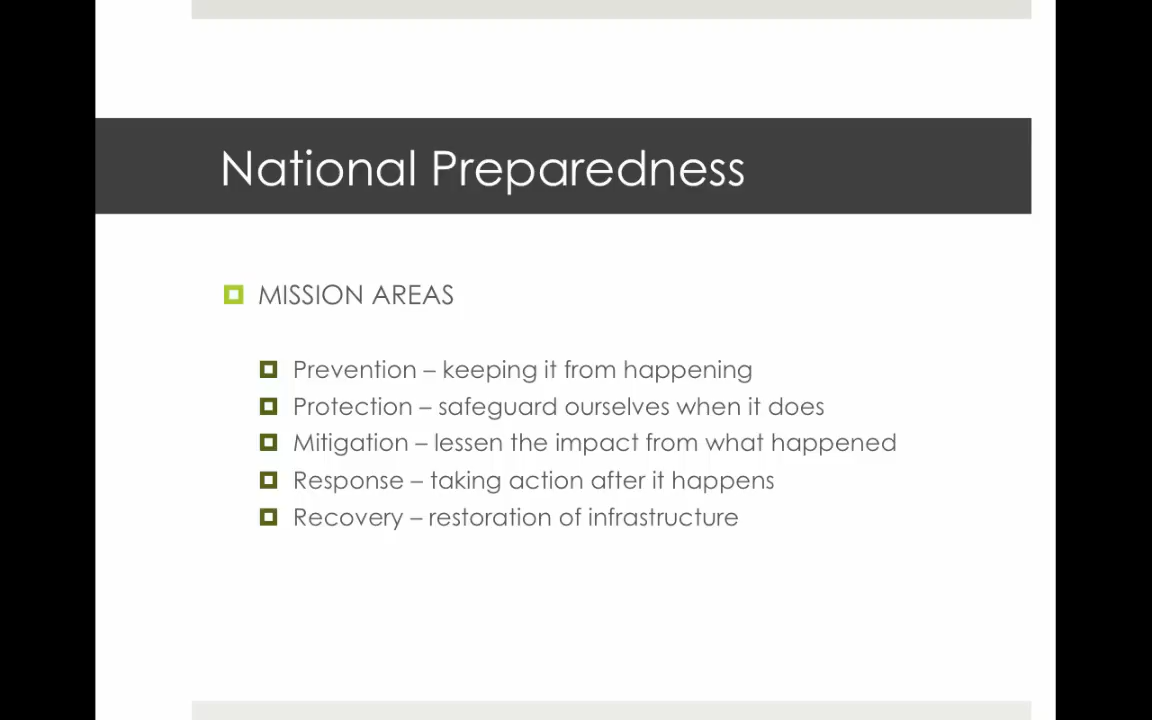 National Preparedness
MISSION AREAS
Prevention – keeping it from happening
Protection – safeguard ourselves when it does
Mitigation – lessen the impact from what happened
Response – taking action after it happens
Recovery – restoration of infrastructure